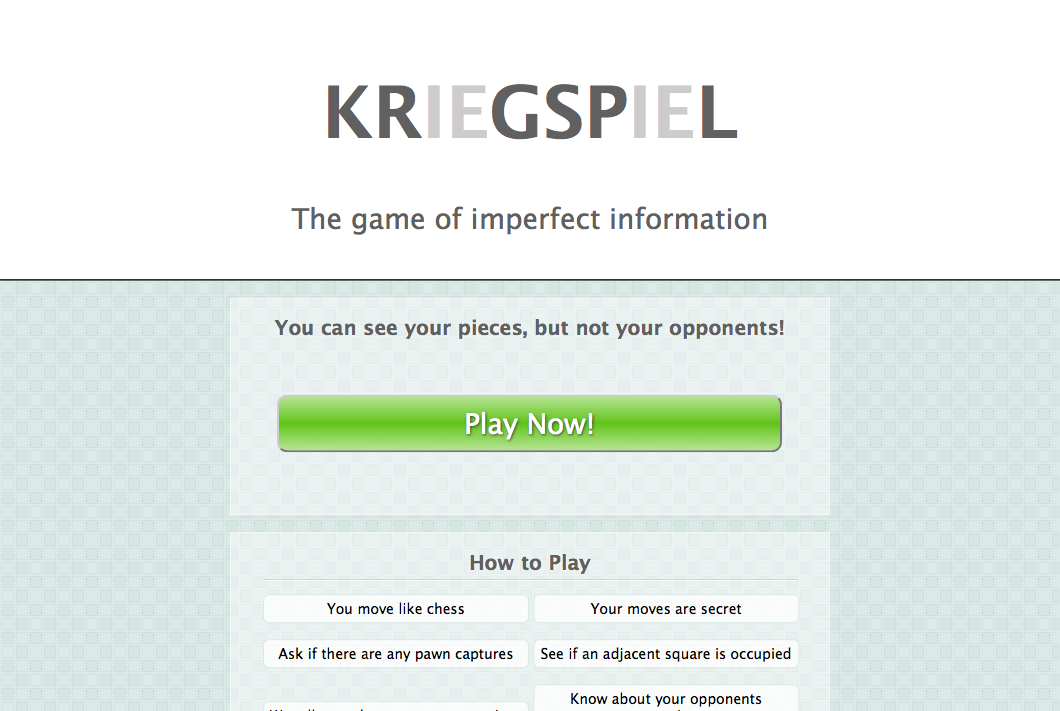 KRIEGSPIEL
The game of imperfect information
You can see your pieces, but not your opponents!
Play Now!
How to Play
You move like chess
Your moves are secret
Ask if there are any pawn captures
See if an adjacent square is occupied
Know about your opponents